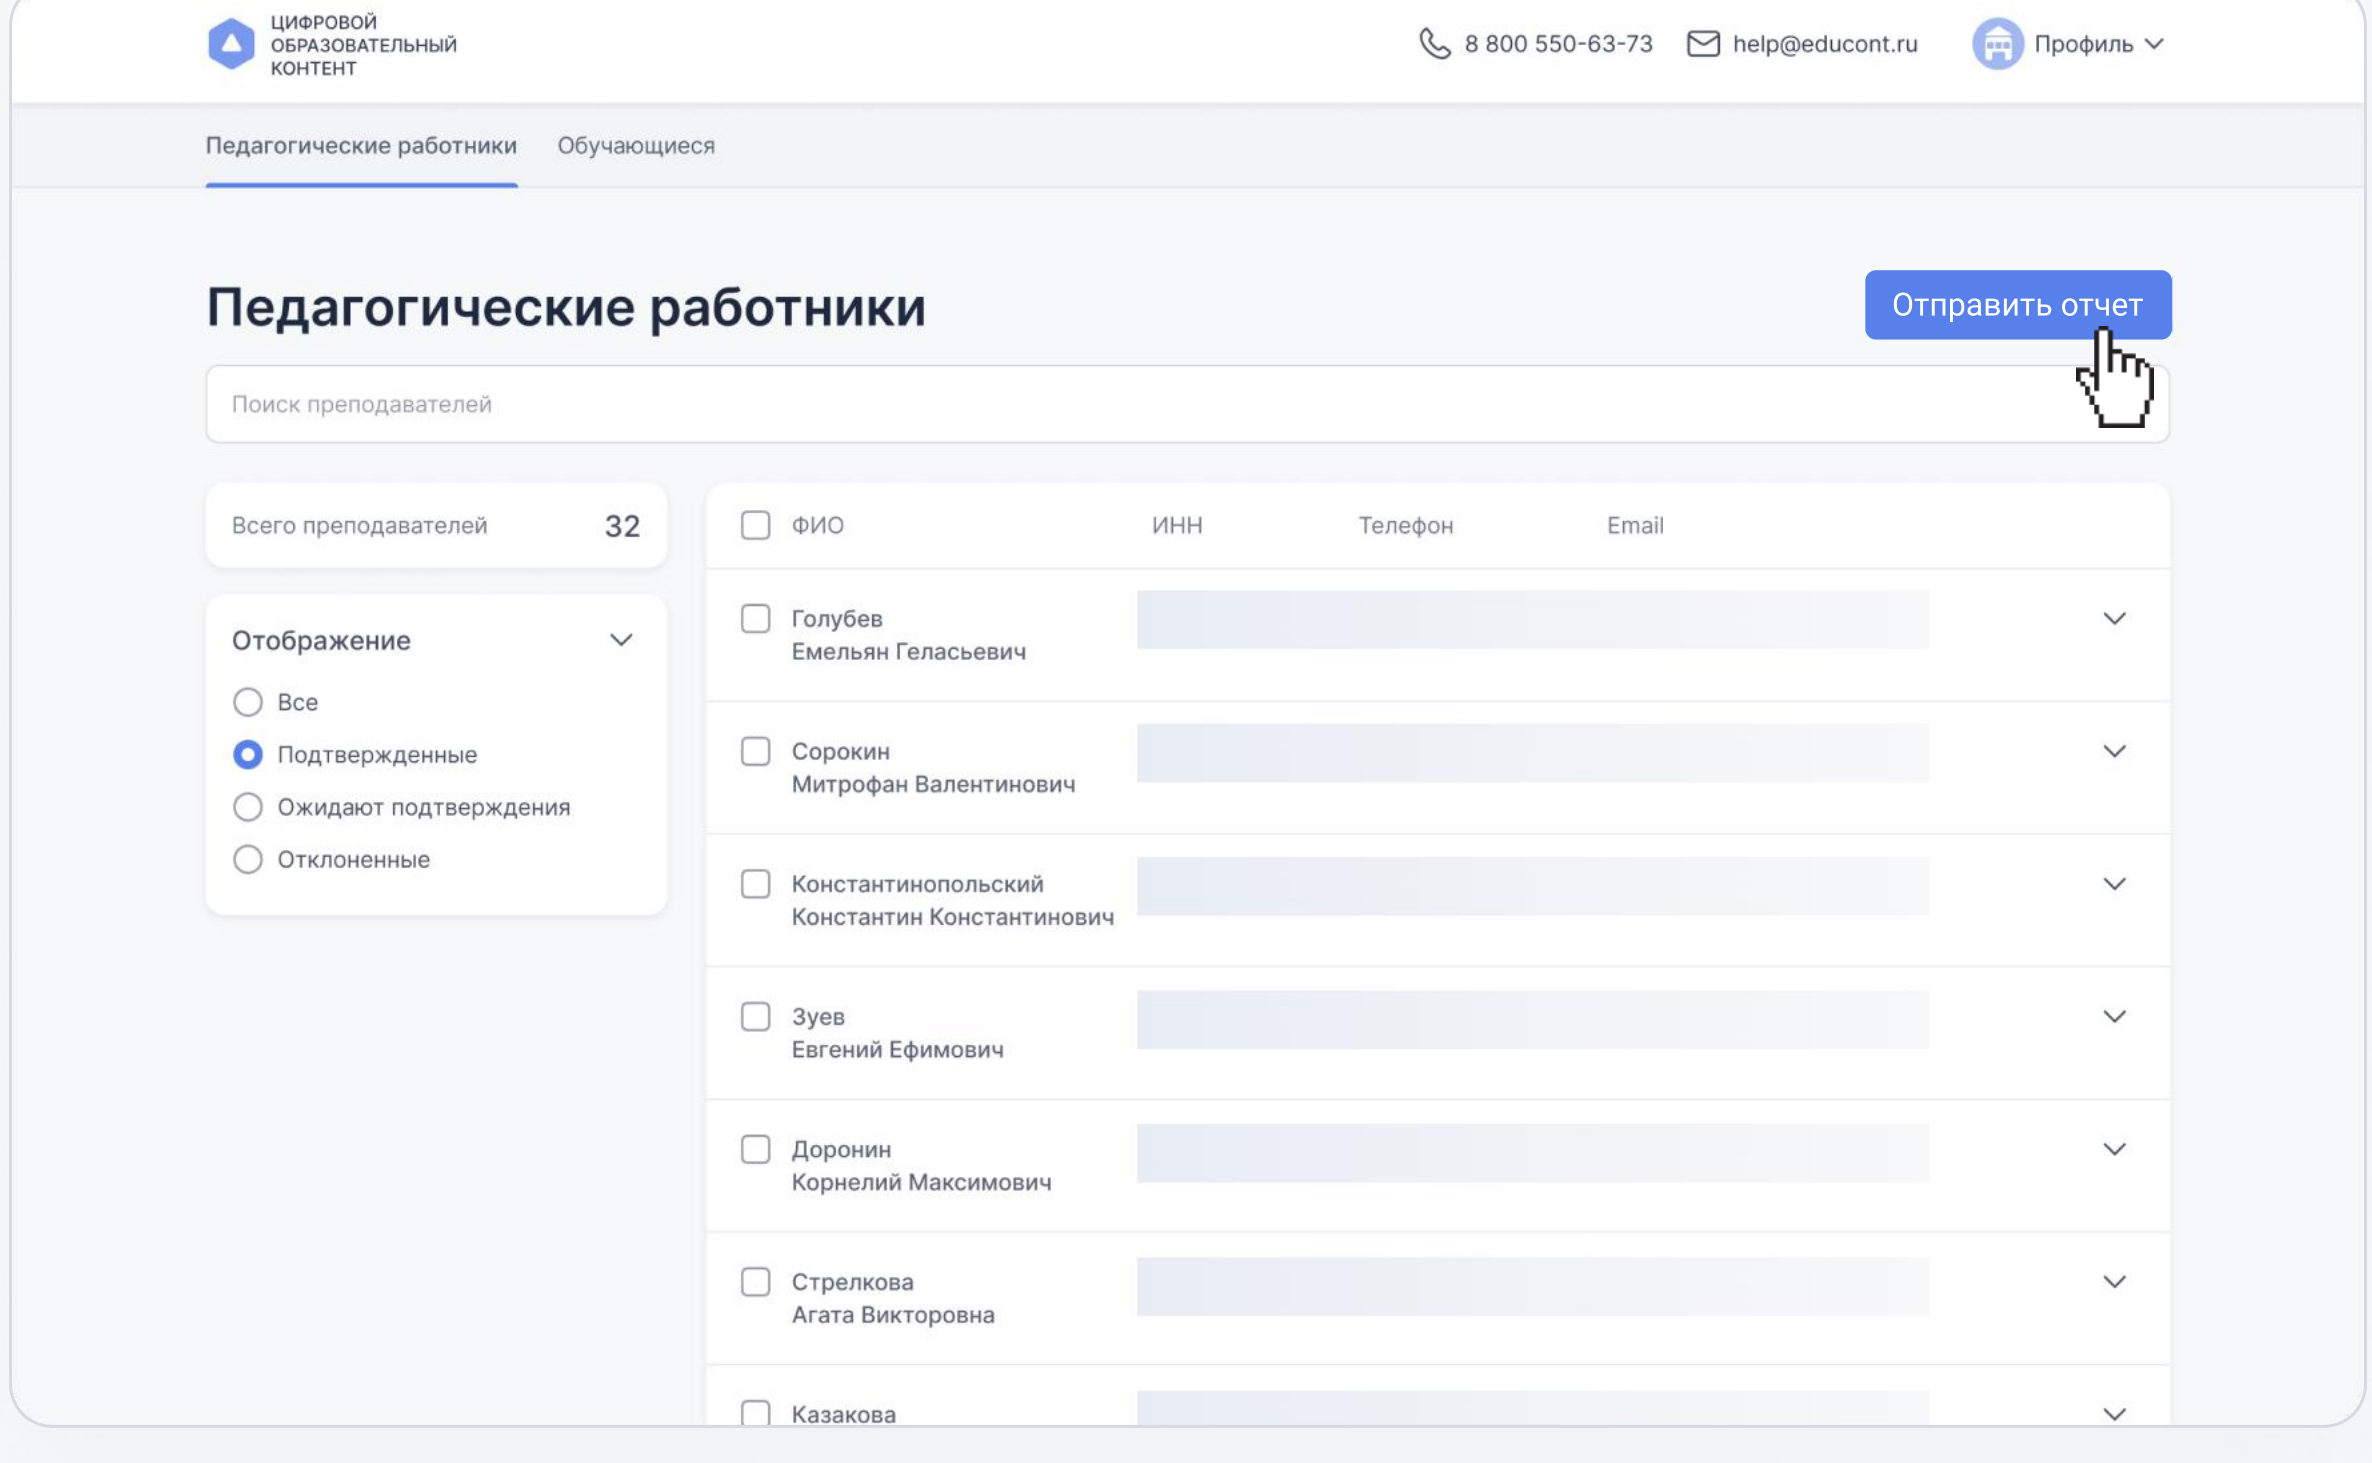 ЦИФРОВОЙ
ОБРАЗОВАТЕЛЬНЫЙ
КОНТЕНТ
8 800 550-63-73
help@educont.ru
Профиль
Педагогические работники
Обучающиеся
Педагогические работники
Отправить отчет
Поиск преподавателей
Всего преподавателей 32
Отображение
Все
Подтвержденные
Ожидают подтверждения
Отклоненные
ФИО ИНН Телефон Email
Голубев
Емельян Геласьевич
Сорокин
Митрофан Валентинович
Константинопольский
Константин Константинович
Зуев
Евгений Ефимович
Доронин
Корнелий Максимович
Стрелкова
Агата Викторовна
Казакова